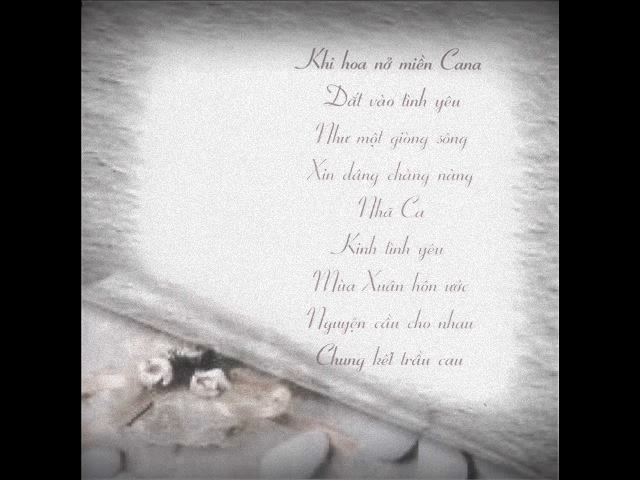 Khi hoa nở miền Cana
Dắt vào tình yêu
Như một giòng sông
Xin dâng chàng nàng
Nhã Ca
Kinh tình yêu
Mùa Xuân hôn ước
Nguyện cầu cho nhau
Chung kết trầu cau